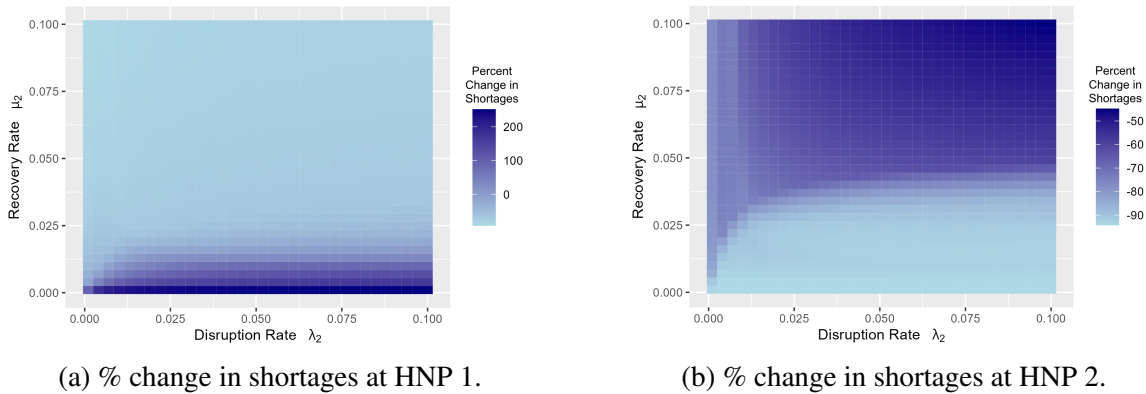 0.100
0.075
0.050
0.025
0.000
Recovery Rate μ₂
0.000 0.025 0.050 0.075 0.100
Disruption Rate λ₂
Percent
Change in
Shortages
200
100
0
(a) % change in shortages at HNP 1.
0.100
0.075
0.050
0.025
0.000
Recovery Rate μ₂
0.000 0.025 0.050 0.075 0.100
Disruption Rate λ₂
Percent
Change in
Shortages
-50
-60
-70
-80
-90
(b) % change in shortages at HNP 2.